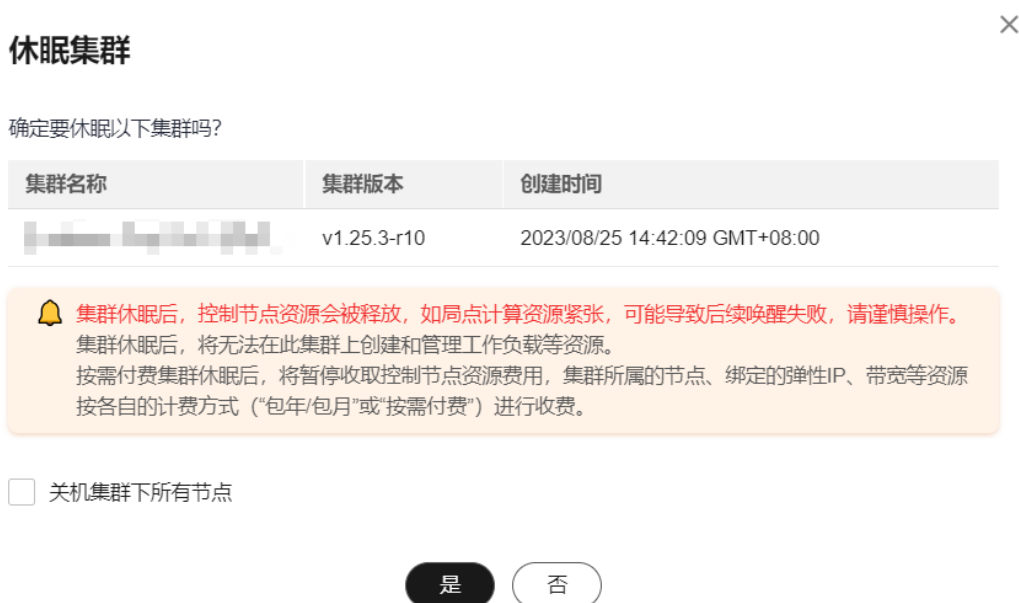 休眠集群
确定要休眠以下集群吗?
集群名称 集群版本 创建时间
v1.25.3-r10 2023/08/25 14:42:09 GMT+08:00
集群休眠后，控制节点资源会被释放，如局点计算资源紧张，可能导致后续唤醒失败，请谨慎操作。
集群休眠后，将无法在此集群上创建和管理工作负载等资源。
按需付费集群休眠后，将暂停收取控制节点资源费用，集群所属的节点、绑定的弹性IP、带宽等资源
按各自的计费方式（“包年/包月”或“按需付费”）进行收费。
关机集群下所有节点
是 否